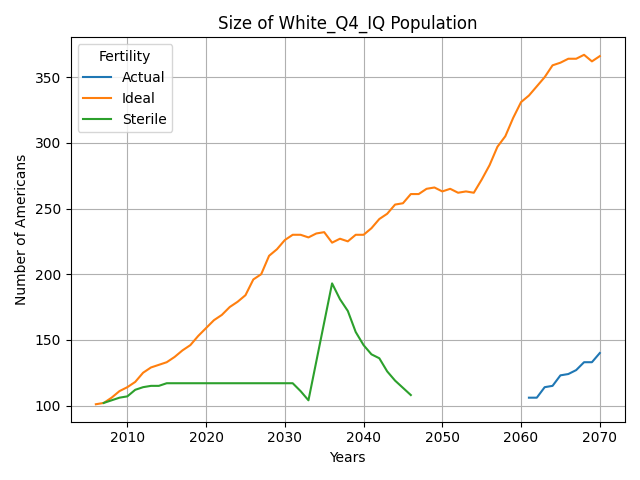 Size of White_Q4_IQ Population
Fertility
Actual
Ideal
Sterile
Number of Americans
350
300
250
200
150
100
2010 2020 2030 2040 2050 2060 2070
Years